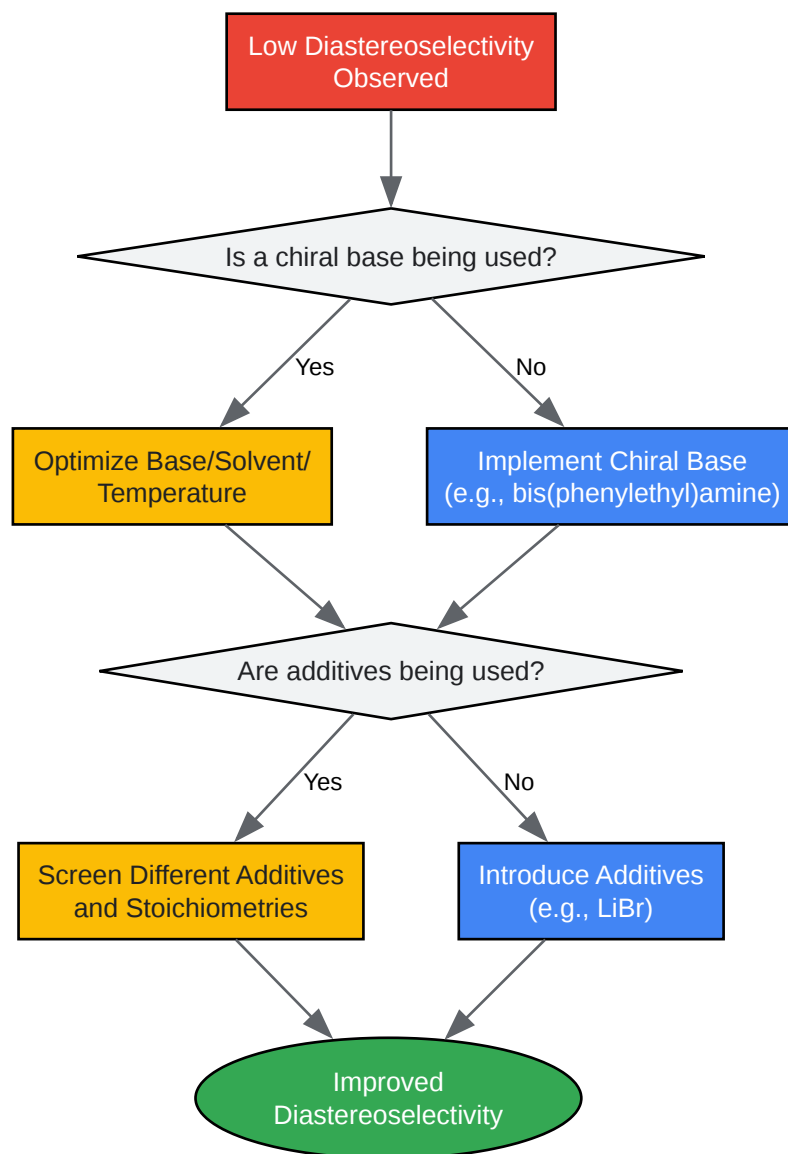 Low Diastereoselectivity
Observed
Is a chiral base being used?
Yes
No
Optimize Base/Solvent/
Temperature
Implement Chiral Base
(e.g., bis(phenylethyl)amine)
Are additives being used?
Yes
No
Screen Different Additives
and Stoichiometries
Introduce Additives
(e.g., LiBr)
Improved
Diastereoselectivity